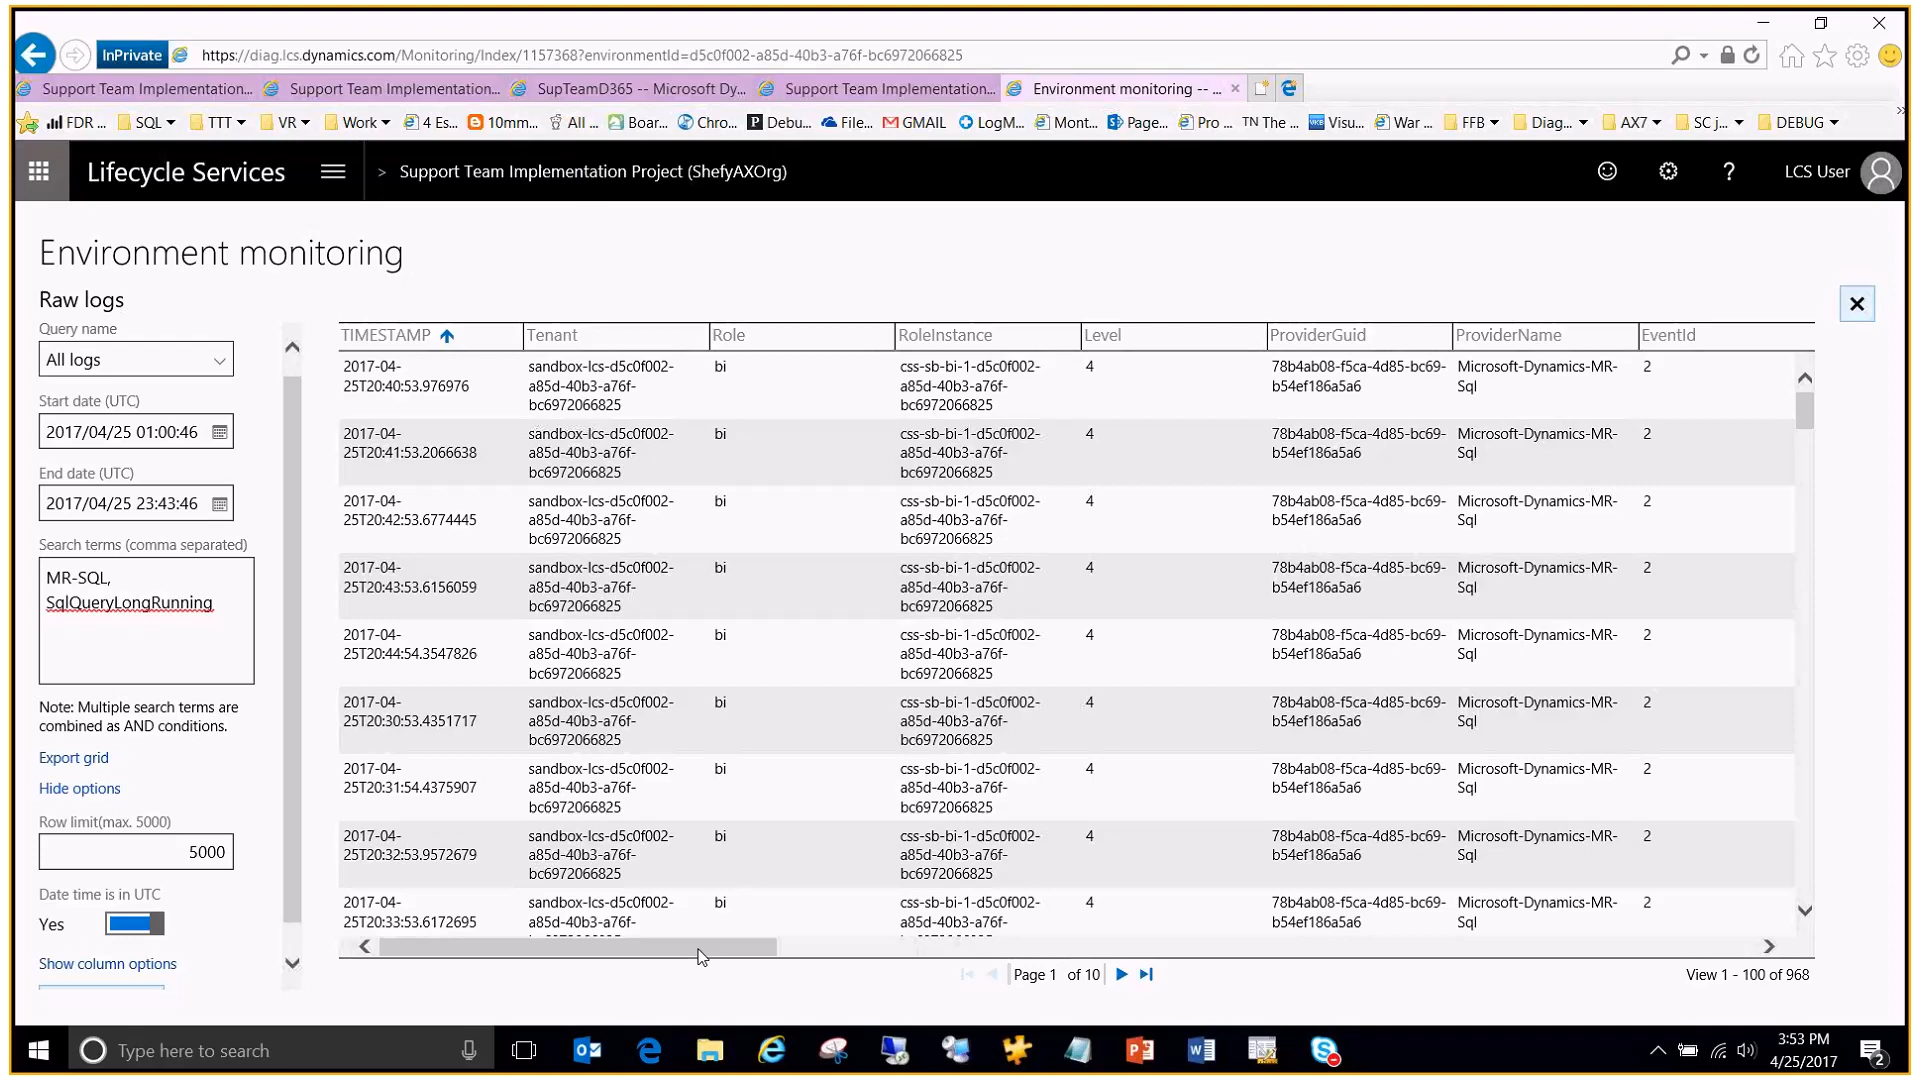 InPrivate https://diag.lcs.dynamics.com/Monitoring/Index/1157368?environmentId=d5c0f002-a85d-40b3-a76f-bc6972066825
Support Team Implementation... Support Team Implementation... SupTeamD365 -- Microsoft Dy... Support Team Implementation... Environment monitoring -- ...
FDR ... SQL TTT VR Work 4 Es... 10mm... All ... Boar... Chro... Debu... File... GMAIL LogM... Mont... Page... Pro ... TN The ... VKB Visu... War ... FFB Diag... AX7 SC j... DEBUG
Lifecycle Services > Support Team Implementation Project (ShefyAXOrg) ? LCS User
Environment monitoring
Raw logs
Query name
All logs
Start date (UTC)
2017/04/25 01:00:46
End date (UTC)
2017/04/25 23:43:46
Search terms (comma separated)
MR-SQL,
SqlQueryLongRunning
Note: Multiple search terms are
combined as AND conditions.
Export grid
Hide options
Row limit(max. 5000)
5000
Date time is in UTC
Yes
Show column options
TIMESTAMP Tenant Role RoleInstance Level ProviderGuid ProviderName EventId
2017-04- sandbox-lcs-d5c0f002- bi css-sb-bi-1-d5c0f002- 4 78b4ab08-f5ca-4d85-bc69- Microsoft-Dynamics-MR- 2
25T20:40:53.976976 a85d-40b3-a76f- a85d-40b3-a76f- b54ef186a5a6 Sql
bc6972066825 bc6972066825
2017-04- sandbox-lcs-d5c0f002- bi css-sb-bi-1-d5c0f002- 4 78b4ab08-f5ca-4d85-bc69- Microsoft-Dynamics-MR- 2
25T20:41:53.2066638 a85d-40b3-a76f- a85d-40b3-a76f- b54ef186a5a6 Sql
bc6972066825 bc6972066825
2017-04- sandbox-lcs-d5c0f002- bi css-sb-bi-1-d5c0f002- 4 78b4ab08-f5ca-4d85-bc69- Microsoft-Dynamics-MR- 2
25T20:42:53.6774445 a85d-40b3-a76f- a85d-40b3-a76f- b54ef186a5a6 Sql
bc6972066825 bc6972066825
2017-04- sandbox-lcs-d5c0f002- bi css-sb-bi-1-d5c0f002- 4 78b4ab08-f5ca-4d85-bc69- Microsoft-Dynamics-MR- 2
25T20:43:53.6156059 a85d-40b3-a76f- a85d-40b3-a76f- b54ef186a5a6 Sql
bc6972066825 bc6972066825
2017-04- sandbox-lcs-d5c0f002- bi css-sb-bi-1-d5c0f002- 4 78b4ab08-f5ca-4d85-bc69- Microsoft-Dynamics-MR- 2
25T20:44:54.3547826 a85d-40b3-a76f- a85d-40b3-a76f- b54ef186a5a6 Sql
bc6972066825 bc6972066825
2017-04- sandbox-lcs-d5c0f002- bi css-sb-bi-1-d5c0f002- 4 78b4ab08-f5ca-4d85-bc69- Microsoft-Dynamics-MR- 2
25T20:30:53.4351717 a85d-40b3-a76f- a85d-40b3-a76f- b54ef186a5a6 Sql
bc6972066825 bc6972066825
2017-04- sandbox-lcs-d5c0f002- bi css-sb-bi-1-d5c0f002- 4 78b4ab08-f5ca-4d85-bc69- Microsoft-Dynamics-MR- 2
25T20:31:54.4375907 a85d-40b3-a76f- a85d-40b3-a76f- b54ef186a5a6 Sql
bc6972066825 bc6972066825
2017-04- sandbox-lcs-d5c0f002- bi css-sb-bi-1-d5c0f002- 4 78b4ab08-f5ca-4d85-bc69- Microsoft-Dynamics-MR- 2
25T20:32:53.9572679 a85d-40b3-a76f- a85d-40b3-a76f- b54ef186a5a6 Sql
bc6972066825 bc6972066825
2017-04- sandbox-lcs-d5c0f002- bi css-sb-bi-1-d5c0f002- 4 78b4ab08-f5ca-4d85-bc69- Microsoft-Dynamics-MR- 2
25T20:33:53.6172695 a85d-40b3-a76f- a85d-40b3-a76f- b54ef186a5a6 Sql
Page 1 of 10 View 1 - 100 of 968
Type here to search
3:53 PM
4/25/2017 2